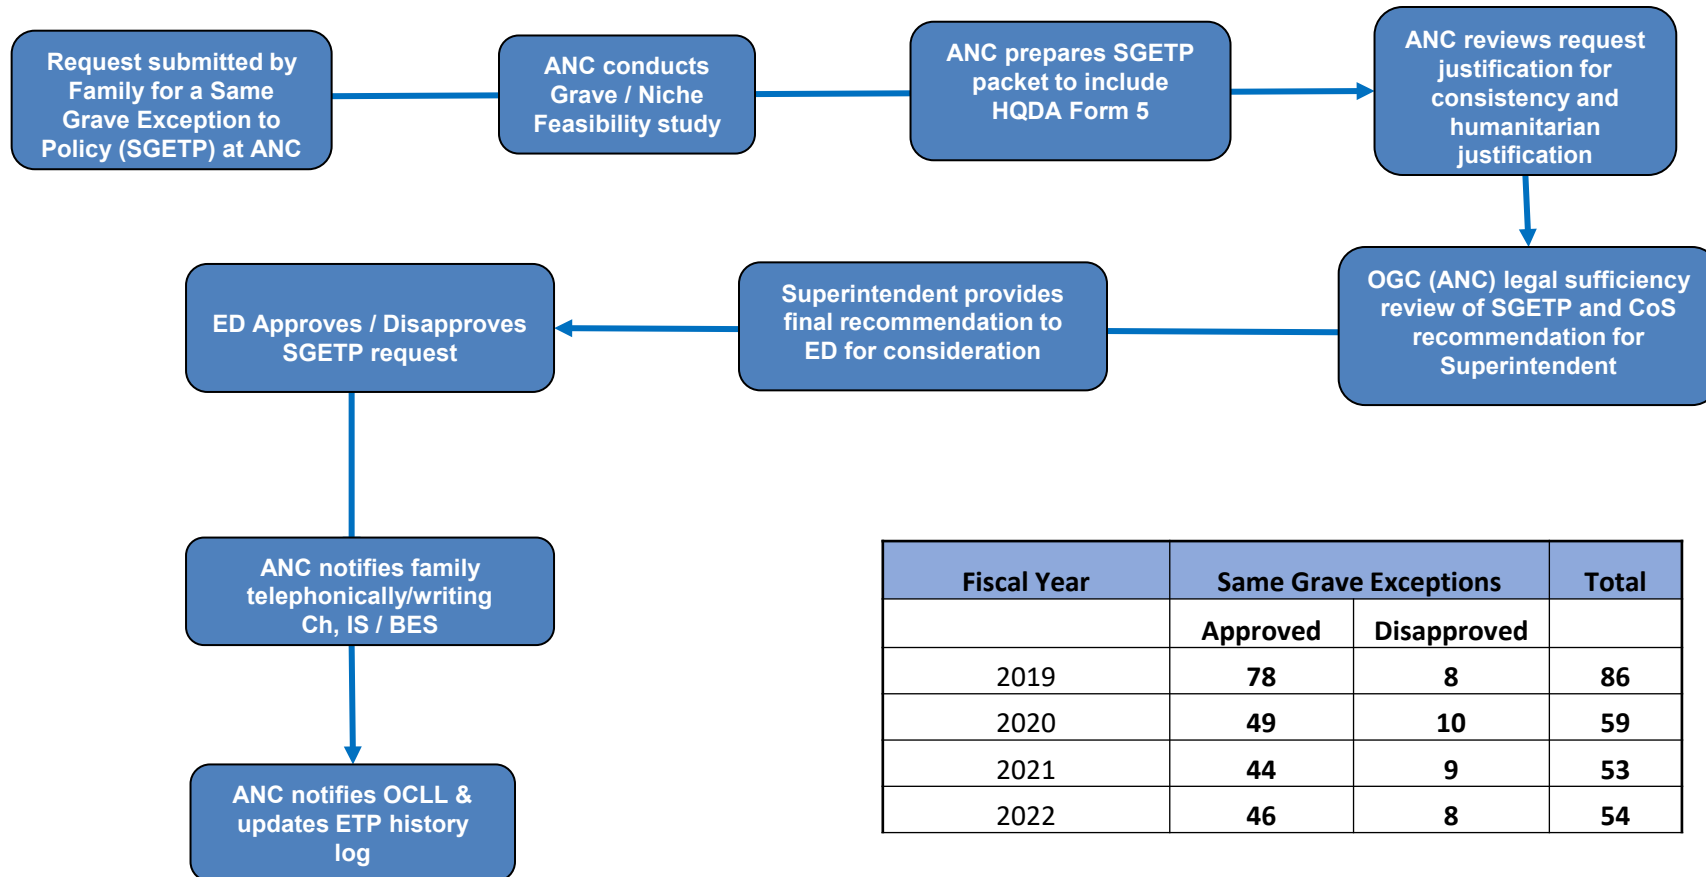 Request submitted by
Family for a Same
Grave Exception to
Policy (SGETP) at ANC
ANC conducts
Grave / Niche
Feasibility study
ANC prepares SGETP
packet to include
HQDA Form 5
ANC reviews request
justification for
consistency and
humanitarian
justification
OGC (ANC) legal sufficiency
review of SGETP and CoS
recommendation for
Superintendent
Superintendent provides
final recommendation to
ED for consideration
ED Approves / Disapproves
SGETP request
ANC notifies family
telephonically/writing
Ch, IS / BES
ANC notifies OCLL &
updates ETP history
log
Fiscal Year Same Grave Exceptions Total
Approved Disapproved
2019 78 8 86
2020 49 10 59
2021 44 9 53
2022 46 8 54